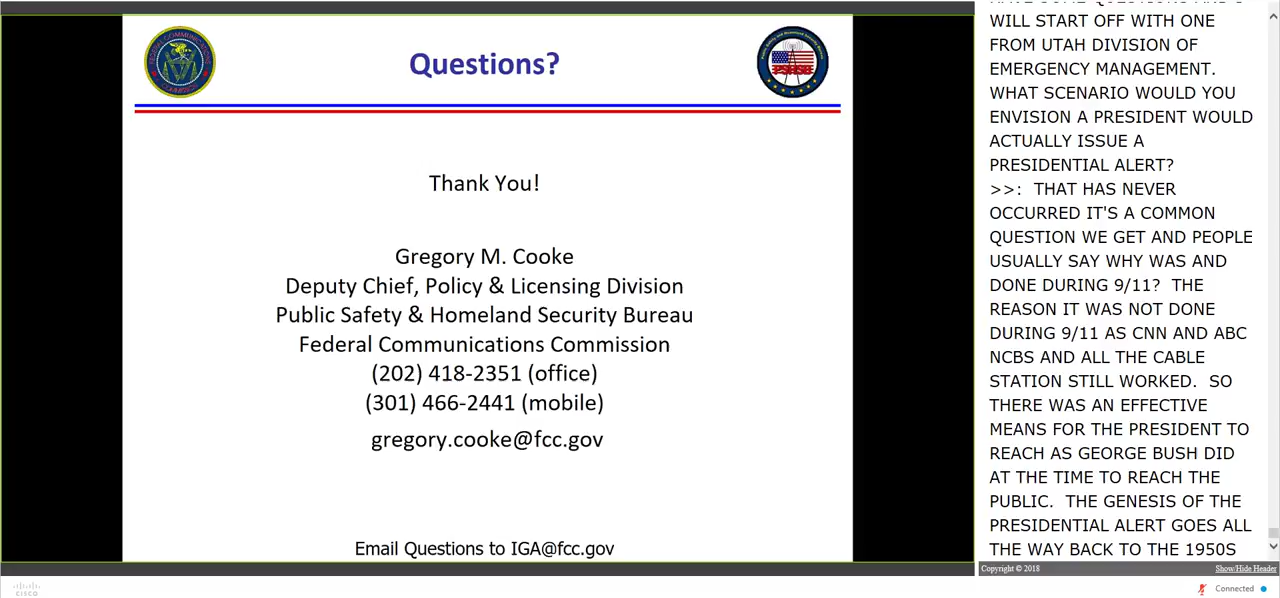 Questions?
Thank You!
Gregory M. Cooke
Deputy Chief, Policy & Licensing Division
Public Safety & Homeland Security Bureau
Federal Communications Commission
(202) 418-2351 (office)
(301) 466-2441 (mobile)
gregory.cooke@fcc.gov
Email Questions to IGA@fcc.gov
WILL START OFF WITH ONE
FROM UTAH DIVISION OF
EMERGENCY MANAGEMENT.
WHAT SCENARIO WOULD YOU
ENVISION A PRESIDENT WOULD
ACTUALLY ISSUE A
PRESIDENTIAL ALERT?
>>: THAT HAS NEVER
OCCURRED IT'S A COMMON
QUESTION WE GET AND PEOPLE
USUALLY SAY WHY WAS AND
DONE DURING 9/11? THE
REASON IT WAS NOT DONE
DURING 9/11 AS CNN AND ABC
NCBS AND ALL THE CABLE
STATION STILL WORKED. SO
THERE WAS AN EFFECTIVE
MEANS FOR THE PRESIDENT TO
REACH AS GEORGE BUSH DID
AT THE TIME TO REACH THE
PUBLIC. THE GENESIS OF THE
PRESIDENTIAL ALERT GOES ALL
THE WAY BACK TO THE 1950S
Copyright © 2018 Show/Hide Header
CISCO
Connected